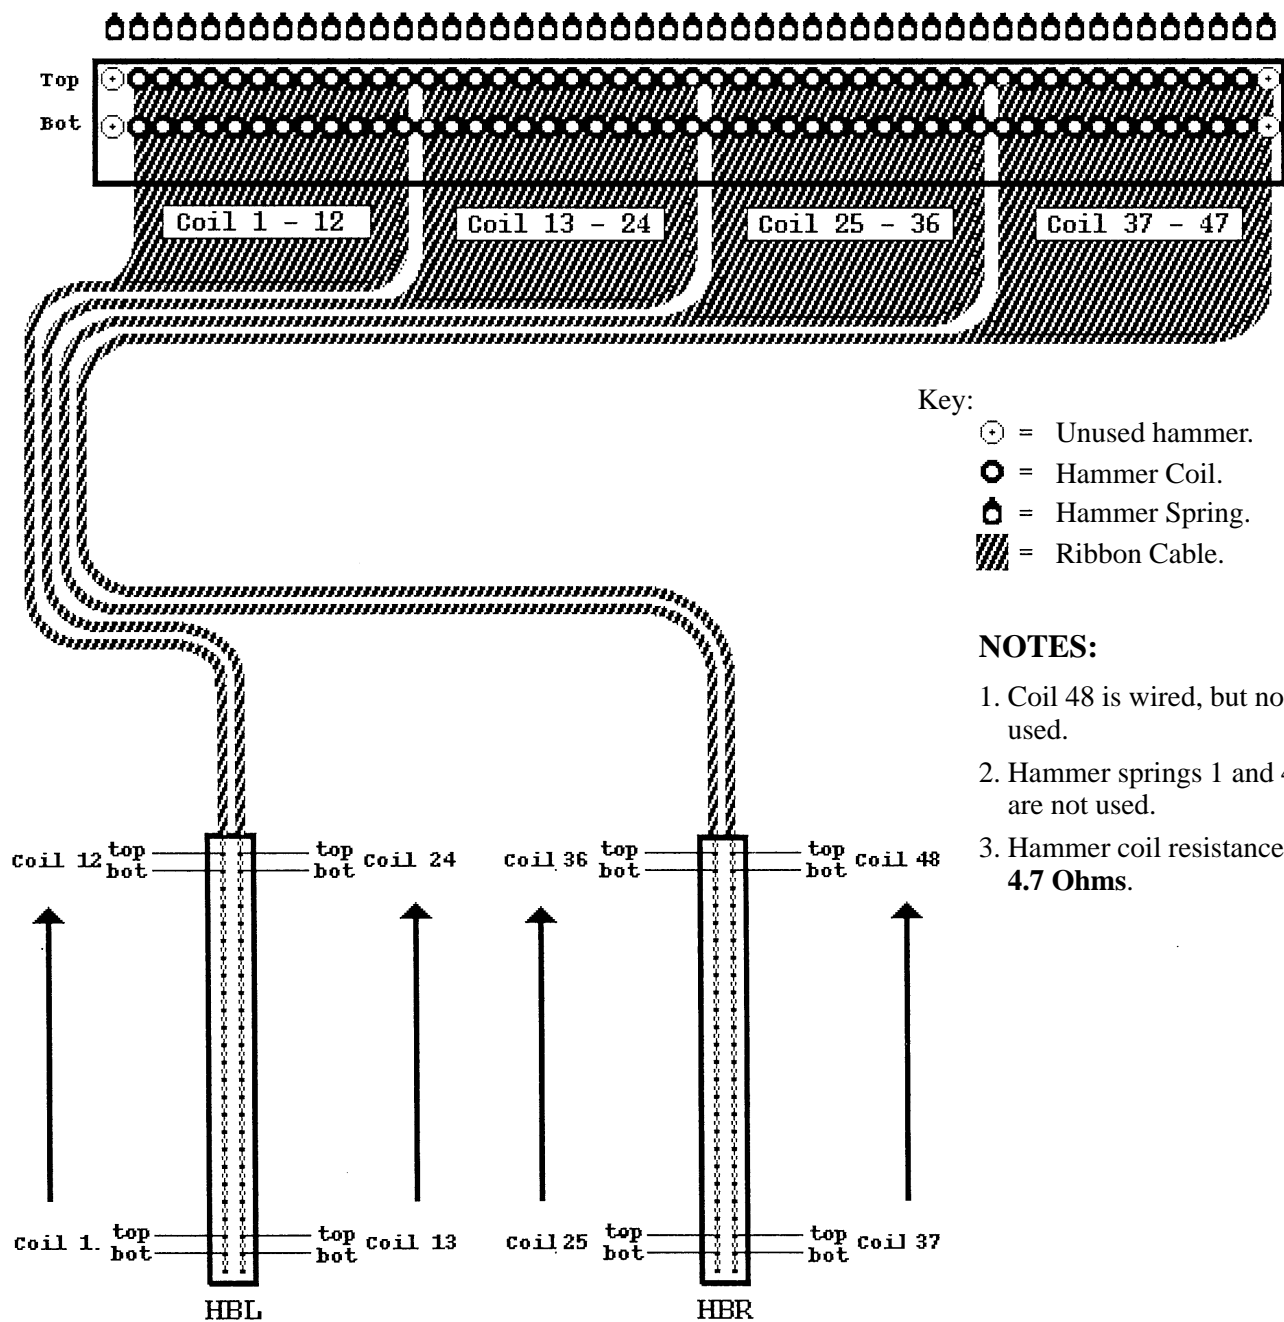 Top
Bot
Coil 1 - 12
Coil 13 - 24
Coil 25 - 36
Coil 37 - 47
Key:
= Unused hammer.
= Hammer Coil.
= Hammer Spring.
= Ribbon Cable.
NOTES:
1. Coil 48 is wired, but no
used.
2. Hammer springs 1 and
are not used.
3. Hammer coil resistance
4.7 Ohms.
Coil 12 top
bot
top Coil 24
bot
Coil 36 top
bot
top Coil 48
bot
Coil 1. top
bot
top Coil 13
bot
Coil 25 top
bot
top Coil 37
bot
HBL
HBR